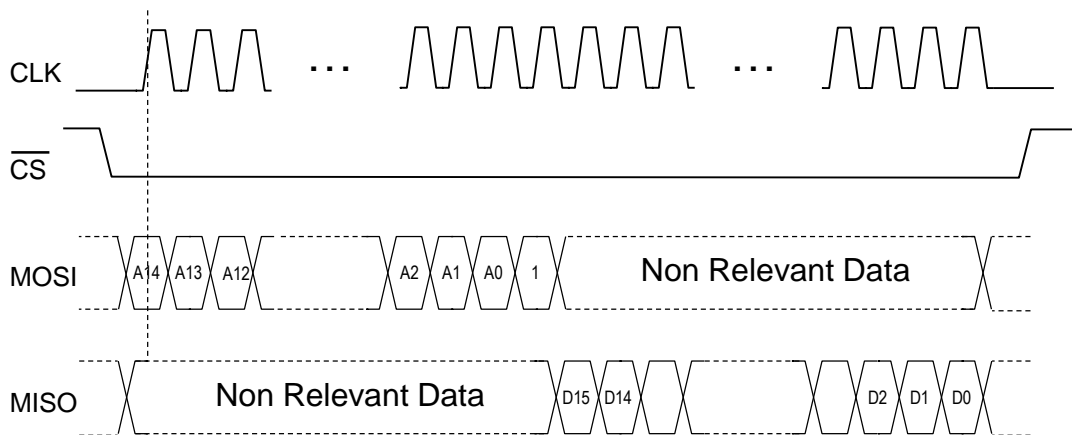 CLK ... ...
C̅S̅
MOSI A14 A13 A12 A2 A1 A0 1 Non Relevant Data
MISO Non Relevant Data D15 D14 D2 D1 D0